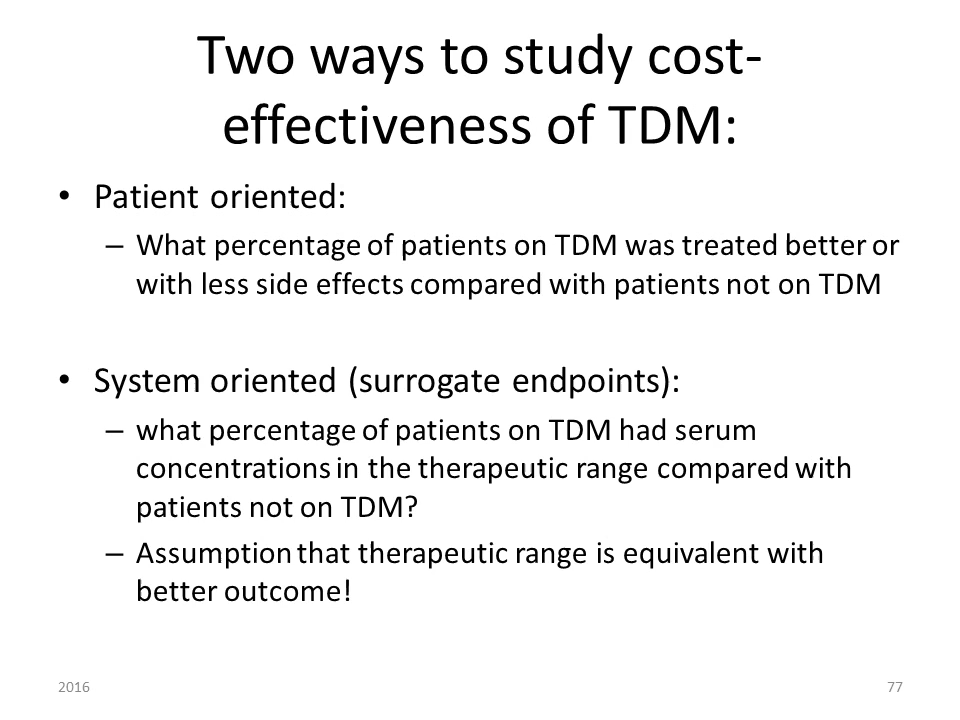 Two ways to study cost-
effectiveness of TDM:
• Patient oriented:
– What percentage of patients on TDM was treated better or
with less side effects compared with patients not on TDM
• System oriented (surrogate endpoints):
– what percentage of patients on TDM had serum
concentrations in the therapeutic range compared with
patients not on TDM?
– Assumption that therapeutic range is equivalent with
better outcome!
2016
77